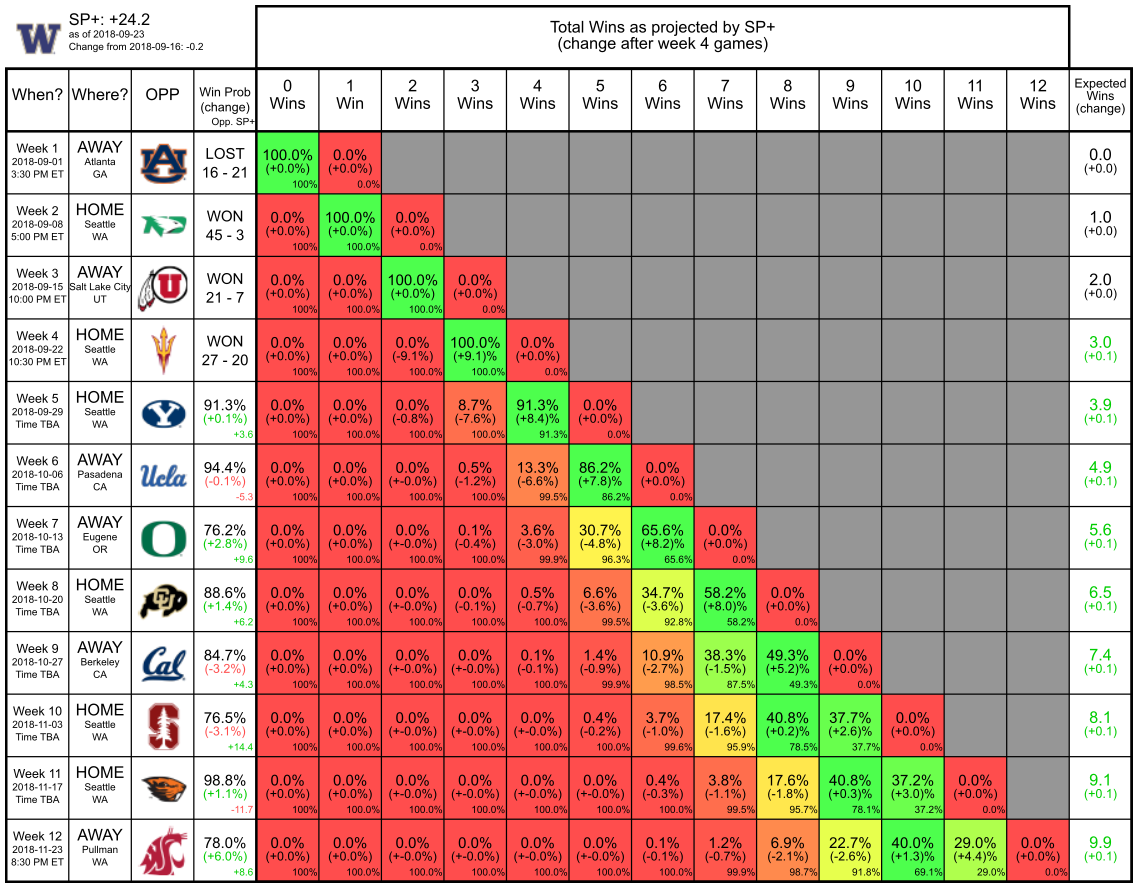 W
SP+: +24.2
as of 2018-09-23
Change from 2018-09-16: -0.2
Total Wins as projected by SP+
(change after week 4 games)
When? Where? OPP Win Prob (change) Opp. SP+ 0 Wins 1 Win 2 Wins 3 Wins 4 Wins 5 Wins 6 Wins 7 Wins 8 Wins 9 Wins 10 Wins 11 Wins 12 Wins Expected Wins (change)
Week 1 AWAY LOST 100.0% 0.0% 0.0
2018-09-01 Atlanta 16 - 21 (+0.0%) (+0.0%) (+0.0)
3:30 PM ET GA 100% 0.0%
Week 2 HOME WON 0.0% 100.0% 0.0% 1.0
2018-09-08 Seattle 45 - 3 (+0.0%) (+0.0%) (+0.0%) (+0.0)
5:00 PM ET WA 100% 100.0% 0.0%
Week 3 AWAY U WON 0.0% 0.0% 100.0% 0.0% 2.0
2018-09-15 Salt Lake City 21 - 7 (+0.0%) (+0.0%) (+0.0%) (+0.0%) (+0.0)
10:00 PM ET UT 100% 100.0% 100.0% 0.0%
Week 4 HOME WON 0.0% 0.0% 0.0% 100.0% 0.0% 3.0
2018-09-22 Seattle 27 - 20 (+0.0%) (+0.0%) (-9.1%) (+9.1)% (+0.0%) (+0.1)
10:30 PM ET WA 100% 100.0% 100.0% 100.0% 0.0%
Week 5 HOME Y 91.3% 0.0% 0.0% 0.0% 8.7% 91.3% 0.0% 3.9
2018-09-29 Seattle (+0.1%) (+0.0%) (+0.0%) (-0.8%) (-7.6%) (+8.4)% (+0.0%) (+0.1)
Time TBA WA +3.6 100% 100.0% 100.0% 100.0% 91.3% 0.0%
Week 6 AWAY Ucla 94.4% 0.0% 0.0% 0.0% 0.5% 13.3% 86.2% 0.0% 4.9
2018-10-06 Pasadena (-0.1%) (+0.0%) (+0.0%) (+-0.0%) (-1.2%) (-6.6%) (+7.8)% (+0.0%) (+0.1)
Time TBA CA -5.3 100% 100.0% 100.0% 100.0% 99.5% 86.2% 0.0%
Week 7 AWAY O 76.2% 0.0% 0.0% 0.0% 0.1% 3.6% 30.7% 65.6% 0.0% 5.6
2018-10-13 Eugene (+2.8%) (+0.0%) (+0.0%) (+-0.0%) (-0.4%) (-3.0%) (-4.8%) (+8.2)% (+0.0%) (+0.1)
Time TBA OR +9.6 100% 100.0% 100.0% 100.0% 99.9% 96.3% 65.6% 0.0%
Week 8 HOME CU 88.6% 0.0% 0.0% 0.0% 0.0% 0.5% 6.6% 34.7% 58.2% 0.0% 6.5
2018-10-20 Seattle (+1.4%) (+0.0%) (+0.0%) (+-0.0%) (-0.1%) (-0.7%) (-3.6%) (-3.6%) (+8.0)% (+0.0%) (+0.1)
Time TBA WA +6.2 100% 100.0% 100.0% 100.0% 100.0% 99.5% 92.8% 58.2% 0.0%
Week 9 AWAY Cal 84.7% 0.0% 0.0% 0.0% 0.0% 0.1% 1.4% 10.9% 38.3% 49.3% 0.0% 7.4
2018-10-27 Berkeley (-3.2%) (+0.0%) (+0.0%) (+-0.0%) (+-0.0%) (-0.1%) (-0.9%) (-2.7%) (-1.5%) (+5.2)% (+0.0%) (+0.1)
Time TBA CA +4.3 100% 100.0% 100.0% 100.0% 100.0% 99.9% 98.5% 87.5% 49.3% 0.0%
Week 10 HOME S 76.5% 0.0% 0.0% 0.0% 0.0% 0.0% 0.4% 3.7% 17.4% 40.8% 37.7% 0.0% 8.1
2018-11-03 Seattle (-3.1%) (+0.0%) (+0.0%) (+-0.0%) (+-0.0%) (+-0.0%) (-0.2%) (-1.0%) (-1.6%) (+0.2)% (+2.6)% (+0.0%) (+0.1)
Time TBA WA +14.4 100% 100.0% 100.0% 100.0% 100.0% 100.0% 99.6% 95.9% 78.5% 37.7% 0.0%
Week 11 HOME 98.8% 0.0% 0.0% 0.0% 0.0% 0.0% 0.0% 0.4% 3.8% 17.6% 40.8% 37.2% 0.0% 9.1
2018-11-17 Seattle (+1.1%) (+0.0%) (+0.0%) (+-0.0%) (+-0.0%) (+-0.0%) (+-0.0%) (-0.3%) (-1.1%) (-1.8%) (+0.3)% (+3.0)% (+0.0%) (+0.1)
Time TBA WA -11.7 100% 100.0% 100.0% 100.0% 100.0% 100.0% 100.0% 99.5% 95.7% 78.1% 37.2% 0.0%
Week 12 AWAY 78.0% 0.0% 0.0% 0.0% 0.0% 0.0% 0.0% 0.1% 1.2% 6.9% 22.7% 40.0% 29.0% 0.0% 9.9
2018-11-23 Pullman (+6.0%) (+0.0%) (+0.0%) (+-0.0%) (+-0.0%) (+-0.0%) (+-0.0%) (-0.1%) (-0.7%) (-2.1%) (-2.6%) (+1.3)% (+4.4)% (+0.0%) (+0.1)
8:30 PM ET WA +8.6 100% 100.0% 100.0% 100.0% 100.0% 100.0% 100.0% 99.9% 98.7% 91.8% 69.1% 29.0% 0.0%